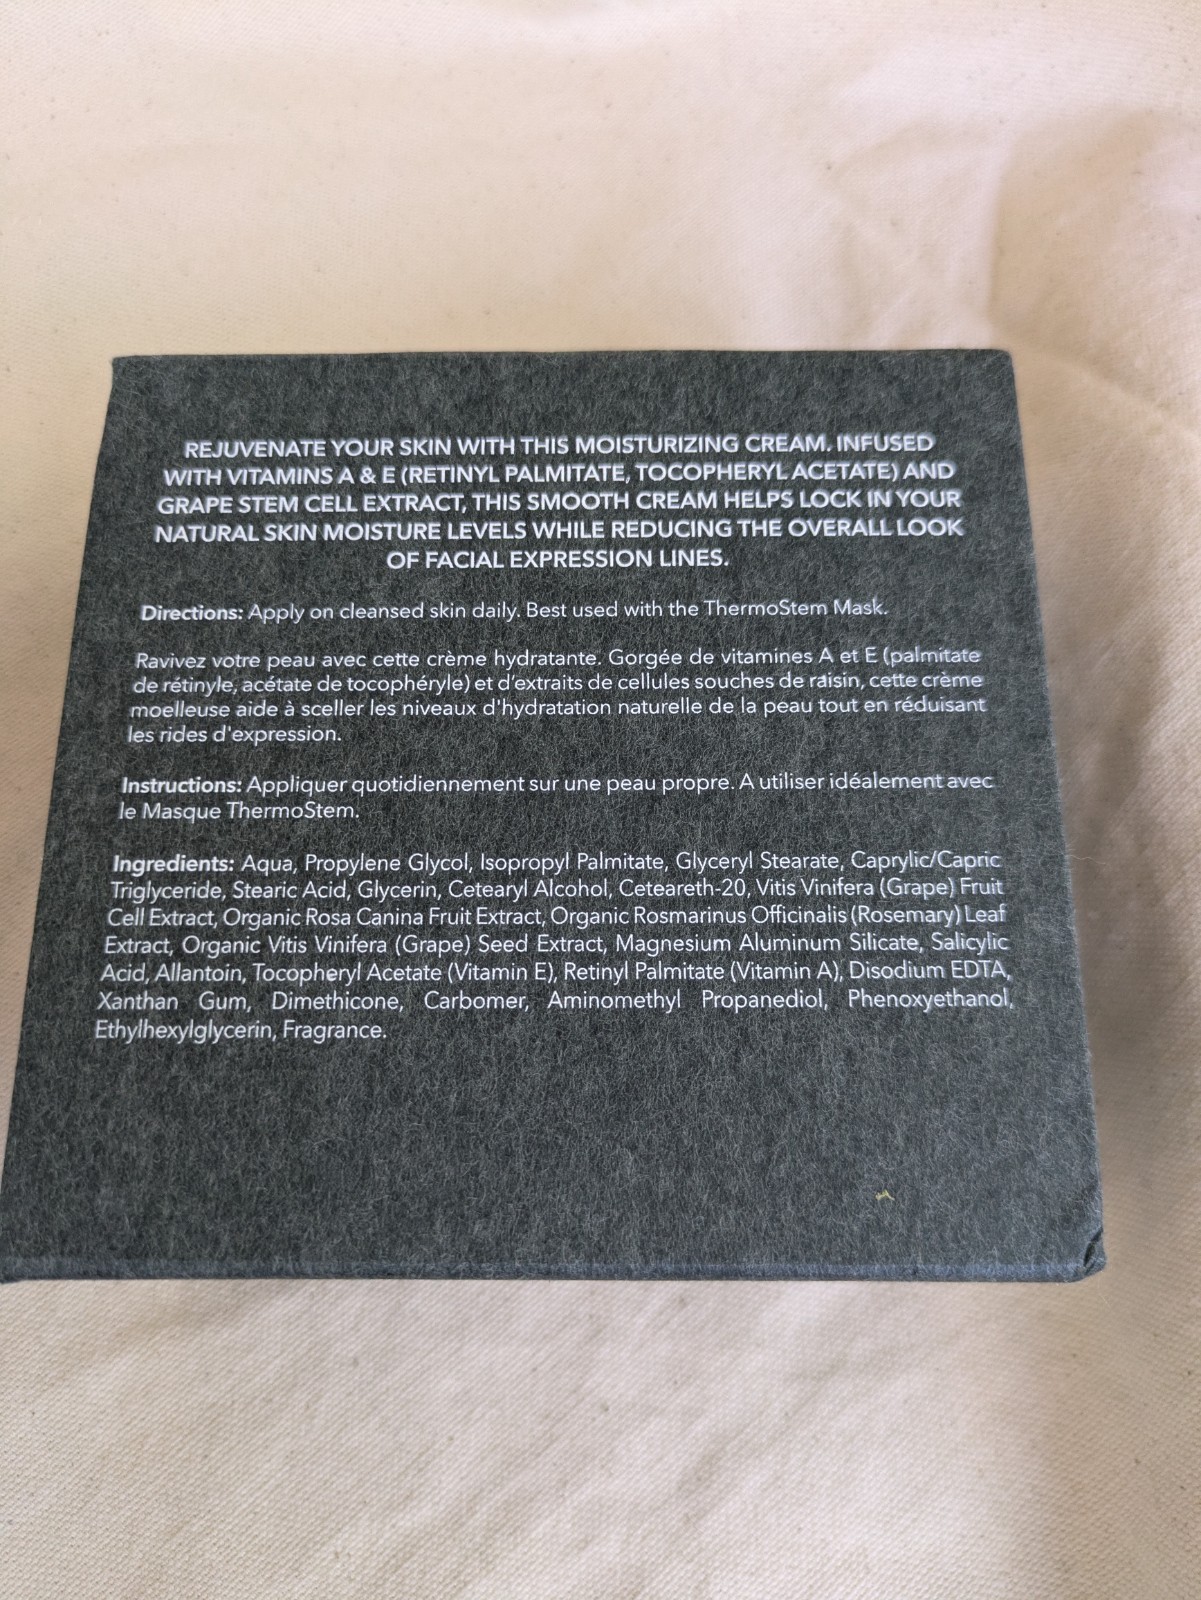 REJUVENATE YOUR SKIN WITH THIS MOISTURIZING CREAM. INFUSED
WITH VITAMINS A & E (RETINYL PALMITATE, TOCOPHERYL ACETATE) AND
GRAPE STEM CELL EXTRACT, THIS SMOOTH CREAM HELPS LOCK IN YOUR
NATURAL SKIN MOISTURE LEVELS WHILE REDUCING THE OVERALL LOOK
OF FACIAL EXPRESSION LINES.
Directions: Apply on cleansed skin daily. Best used with the ThermoStem Mask.
Ravivez votre peau avec cette crème hydratante. Gorgée de vitamines A et E (palmitate
de rétinyle, acétate de tocophéryle) et d'extraits de cellules souches de raisin, cette crème
moelleuse aide à sceller les niveaux d'hydratation naturelle de la peau tout en réduisant
les rides d'expression.
Instructions: Appliquer quotidiennement sur une peau propre. A utiliser idéalement avec
le Masque ThermoStem.
Ingredients: Aqua, Propylene Glycol, Isopropyl Palmitate, Glyceryl Stearate, Caprylic/Capric
Triglyceride, Stearic Acid, Glycerin, Cetearyl Alcohol, Ceteareth-20, Vitis Vinifera (Grape) Fruit
Cell Extract, Organic Rosa Canina Fruit Extract, Organic Rosmarinus Officinalis (Rosemary) Leaf
Extract, Organic Vitis Vinifera (Grape) Seed Extract, Magnesium Aluminum Silicate, Salicylic
Acid, Allantoin, Tocopheryl Acetate (Vitamin E), Retinyl Palmitate (Vitamin A), Disodium EDTA,
Xanthan Gum, Dimethicone, Carbomer, Aminomethyl Propanediol, Phenoxyethanol,
Ethylhexylglycerin, Fragrance.